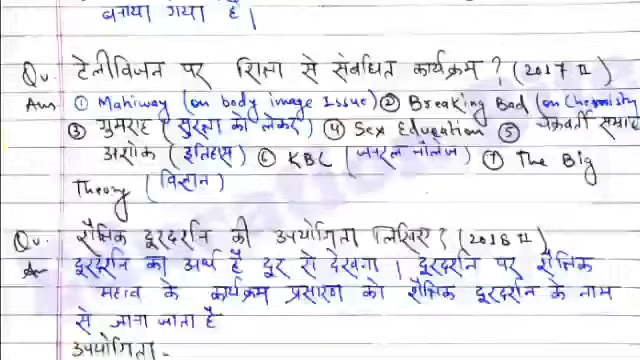 बनाया गया है।
Qu. टेलीविजन पर शिक्षा से संबंधित कार्यक्रम? (2017 II)
Ans ① Mahiway (on body image Issue) ② Breaking Bad (on Chemistry
③ गुमराह (सुरक्षा को लेकर) ④ Sex Education ⑤ चक्रवर्ती सम्राट
अशोक (इतिहास) ⑥ KBC (जनरल नॉलेज) ⑦ The Big
Theory (विज्ञान)
Qu. शैक्षिक दूरदर्शन की उपयोगिता लिखिए? (2018 II)
Ans दूरदर्शन का अर्थ है दूर से देखना। दूरदर्शन पर शैक्षिक
महत्व के कार्यक्रम प्रसारण को शैक्षिक दूरदर्शन के नाम
से जाना जाता है
उपयोगिता -